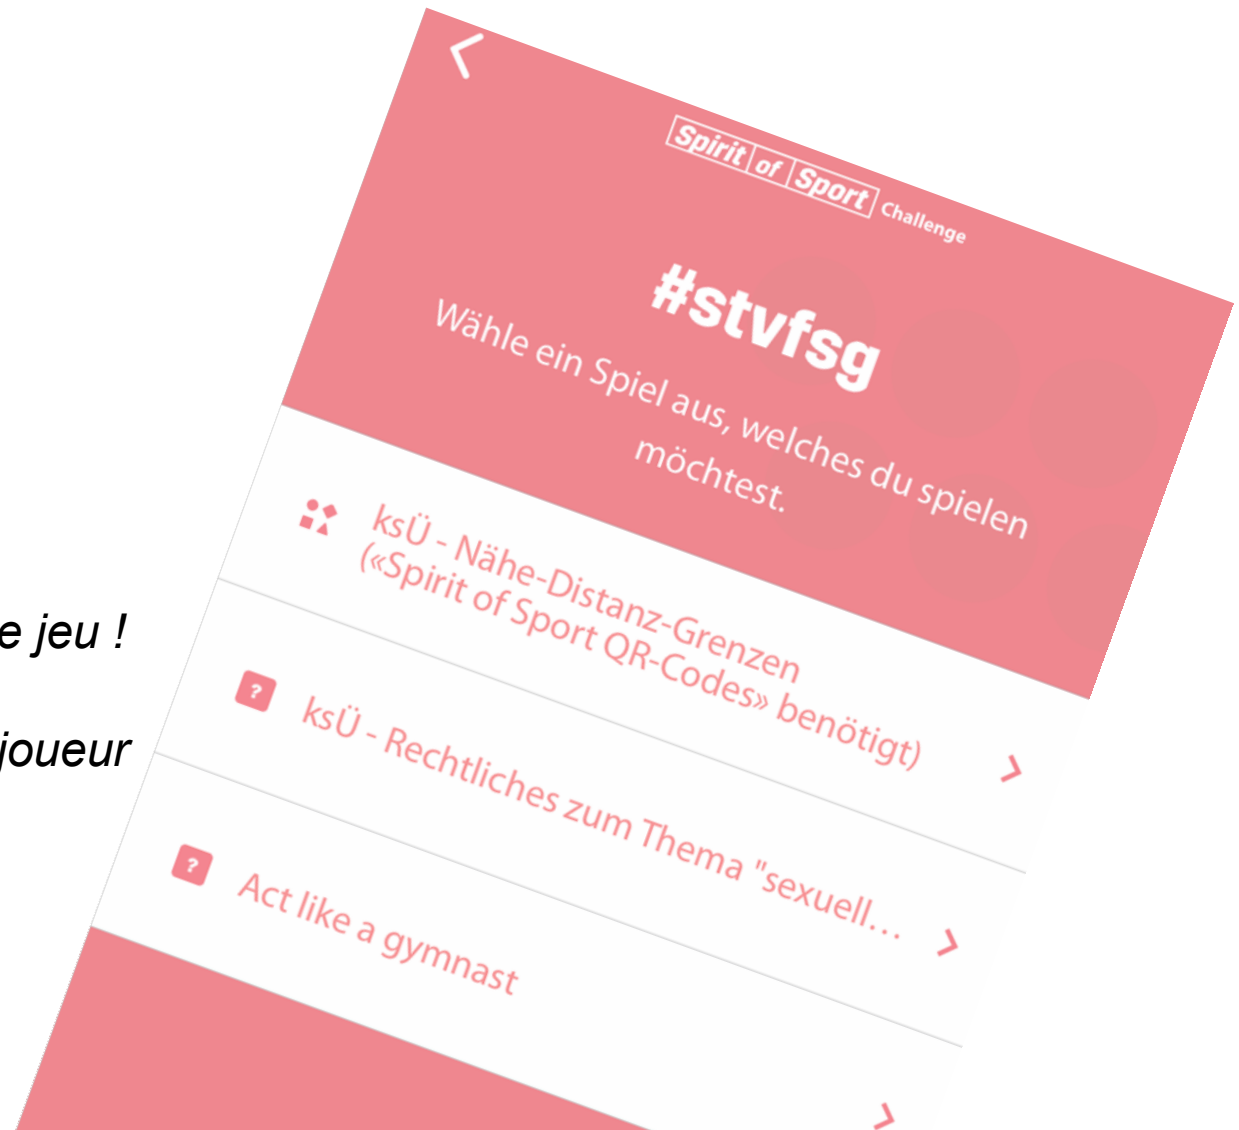 Spirit of Sport Challenge
#stvfsg
Wähle ein Spiel aus, welches du spielen
möchtest.
ksÜ - Nähe-Distanz-Grenzen
(«Spirit of Sport QR-Codes» benötigt)
e jeu !
?
ksÜ - Rechtliches zum Thema "sexuell...
joueur
?
Act like a gymnast